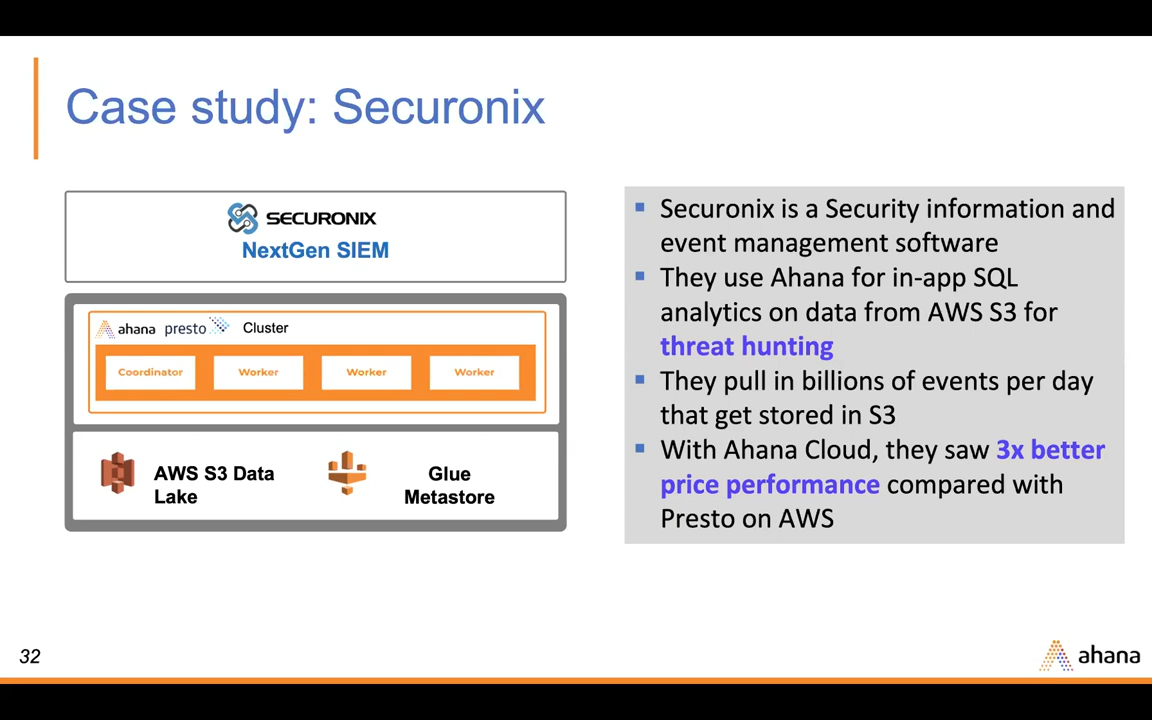 Case study: Securonix
SECURONIX
NextGen SIEM
ahana presto Cluster
Coordinator
Worker
Worker
Worker
AWS S3 Data
Lake
Glue
Metastore
Securonix is a Security information and
event management software
They use Ahana for in-app SQL
analytics on data from AWS S3 for
threat hunting
They pull in billions of events per day
that get stored in S3
With Ahana Cloud, they saw 3x better
price performance compared with
Presto on AWS
32
ahana